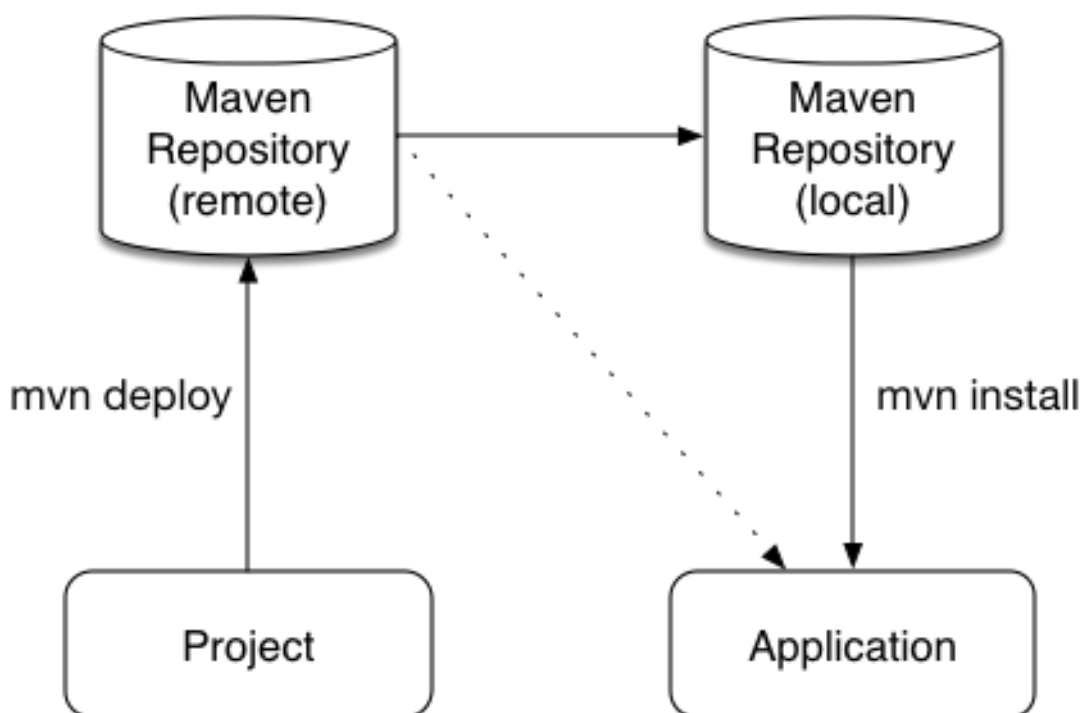 Maven
Repository
(remote)
Maven
Repository
(local)
mvn deploy
mvn install
Project
Application